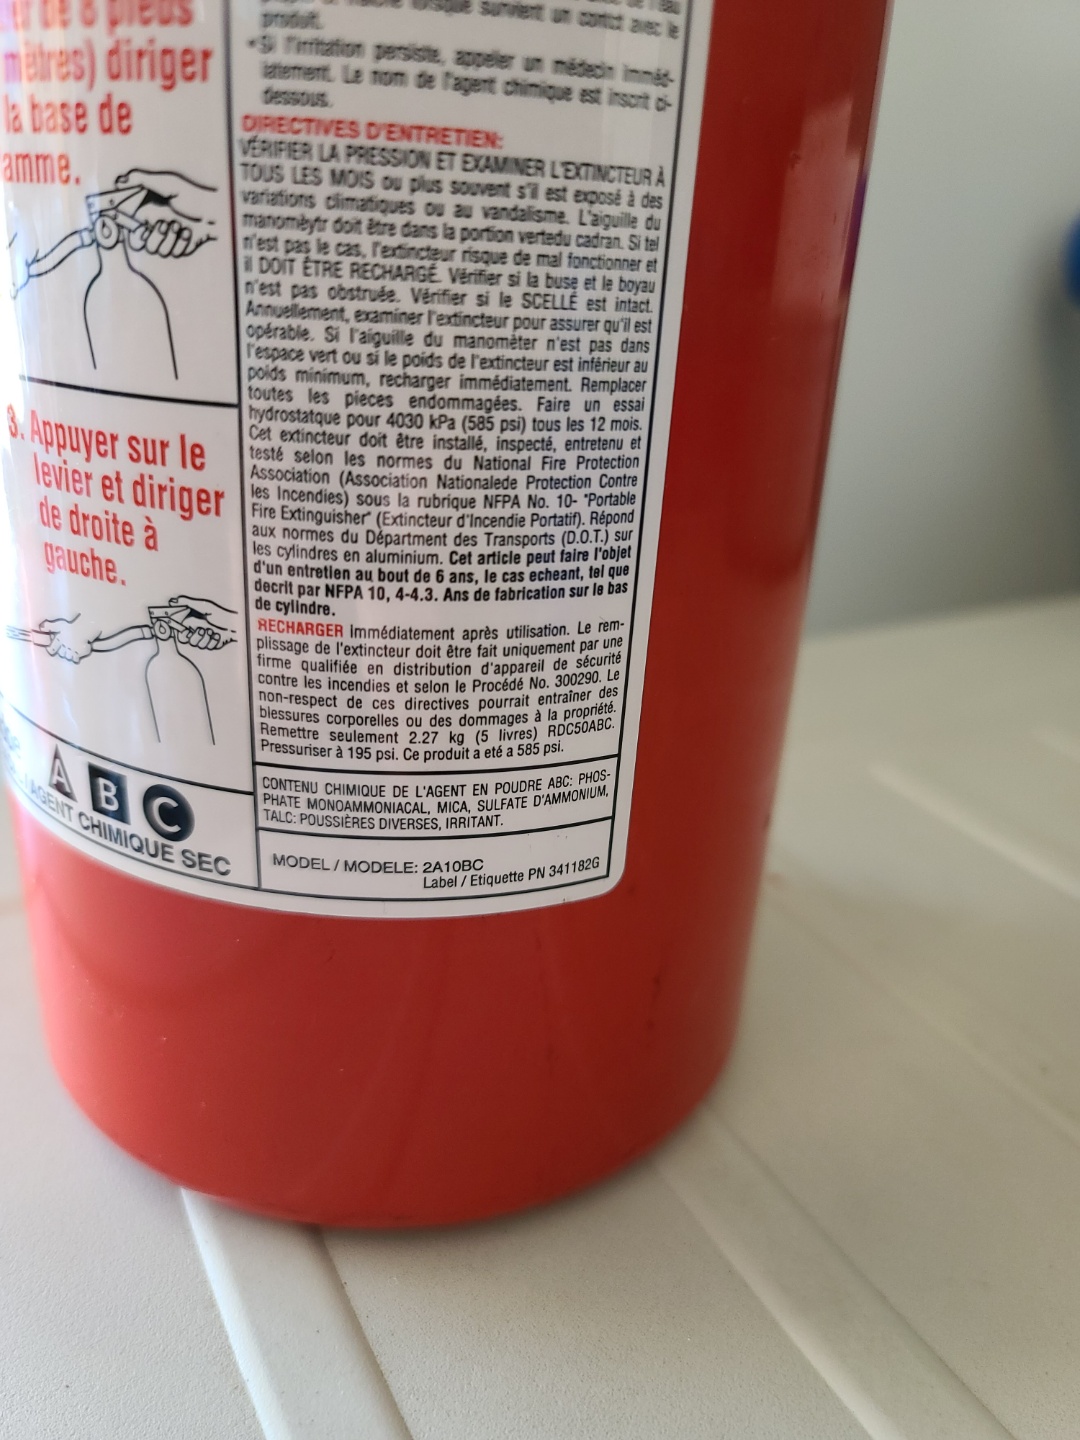 de 8 pieds
mètres) diriger
la base de
amme.
3. Appuyer sur le
levier et diriger
de droite à
gauche.
A B C
AGENT CHIMIQUE SEC
lorsque survient un contct avec le
produit.
•Si l'irritation persiste, appeler un médecin imméd-
iatement. Le nom de l'agent chimique est inscrit ci-
dessous.
DIRECTIVES D'ENTRETIEN:
VÉRIFIER LA PRESSION ET EXAMINER L'EXTINCTEUR À
TOUS LES MOIS ou plus souvent s'il est exposé à des
variations climatiques ou au vandalisme. L'aiguille du
manomèytr doit être dans la portion vertedu cadran. Si tel
n'est pas le cas, l'extincteur risque de mal fonctionner et
il DOIT ÊTRE RECHARGÉ. Vérifier si la buse et le boyau
n'est pas obstruée. Vérifier si le SCELLÉ est intact.
Annuellement, examiner l'extincteur pour assurer qu'il est
opérable. Si l'aiguille du manomèter n'est pas dans
l'espace vert ou si le poids de l'extincteur est inférieur au
poids minimum, recharger immédiatement. Remplacer
toutes les pieces endommagées. Faire un essai
hydrostatque pour 4030 kPa (585 psi) tous les 12 mois.
Cet extincteur doit être installé, inspecté, entretenu et
testé selon les normes du National Fire Protection
Association (Association Nationalede Protection Contre
les Incendies) sous la rubrique NFPA No. 10- "Portable
Fire Extinguisher" (Extincteur d'Incendie Portatif). Répond
aux normes du Départment des Transports (D.O.T.) sur
les cylindres en aluminium. Cet article peut faire l'objet
d'un entretien au bout de 6 ans, le cas echeant, tel que
decrit par NFPA 10, 4-4.3. Ans de fabrication sur le bas
de cylindre.
RECHARGER Immédiatement après utilisation. Le rem-
plissage de l'extincteur doit être fait uniquement par une
firme qualifiée en distribution d'appareil de sécurité
contre les incendies et selon le Procédé No. 300290. Le
non-respect de ces directives pourrait entraîner des
blessures corporelles ou des dommages à la propriété.
Remettre seulement 2.27 kg (5 livres) RDC50ABC.
Pressuriser à 195 psi. Ce produit a eté a 585 psi.
CONTENU CHIMIQUE DE L'AGENT EN POUDRE ABC: PHOS-
PHATE MONOAMMONIACAL, MICA, SULFATE D'AMMONIUM,
TALC: POUSSIÈRES DIVERSES, IRRITANT.
MODEL / MODELE: 2A10BC
Label / Etiquette PN 341182G